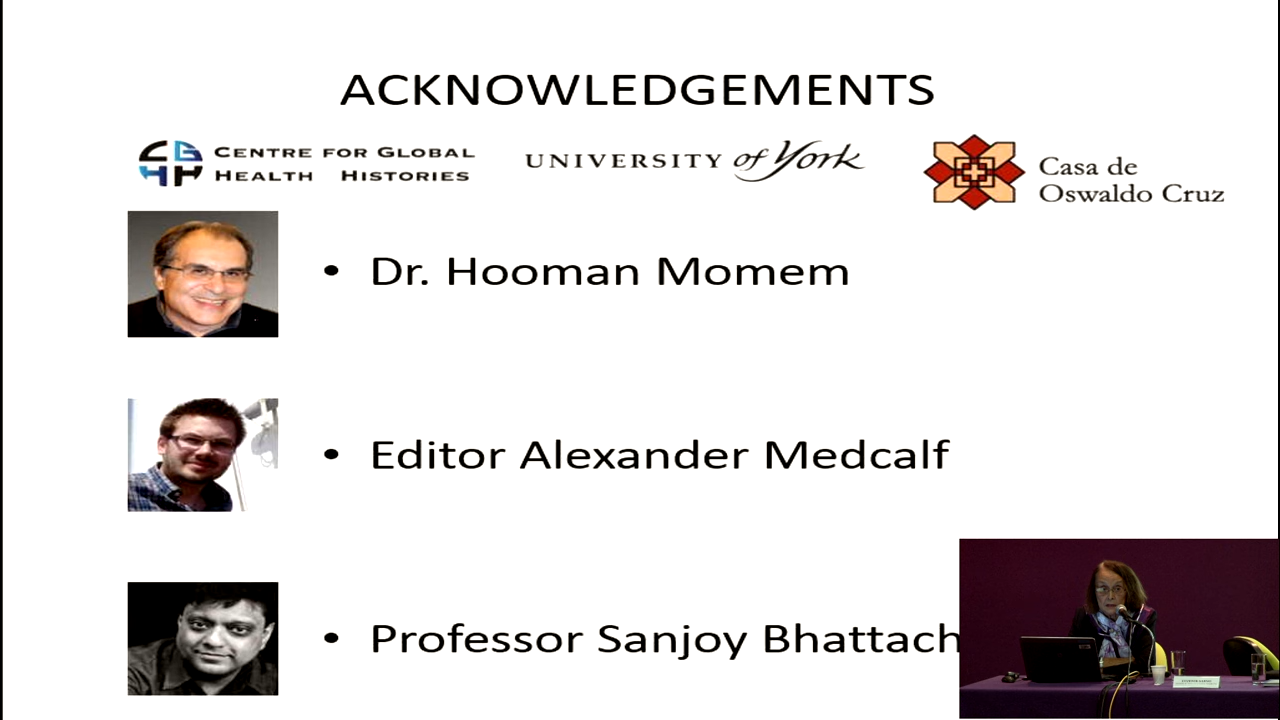 ACKNOWLEDGEMENTS
CENTRE FOR GLOBAL
HEALTH HISTORIES
UNIVERSITY of York
Casa de
Oswaldo Cruz
• Dr. Hooman Momem
• Editor Alexander Medcalf
• Professor Sanjoy Bhattach